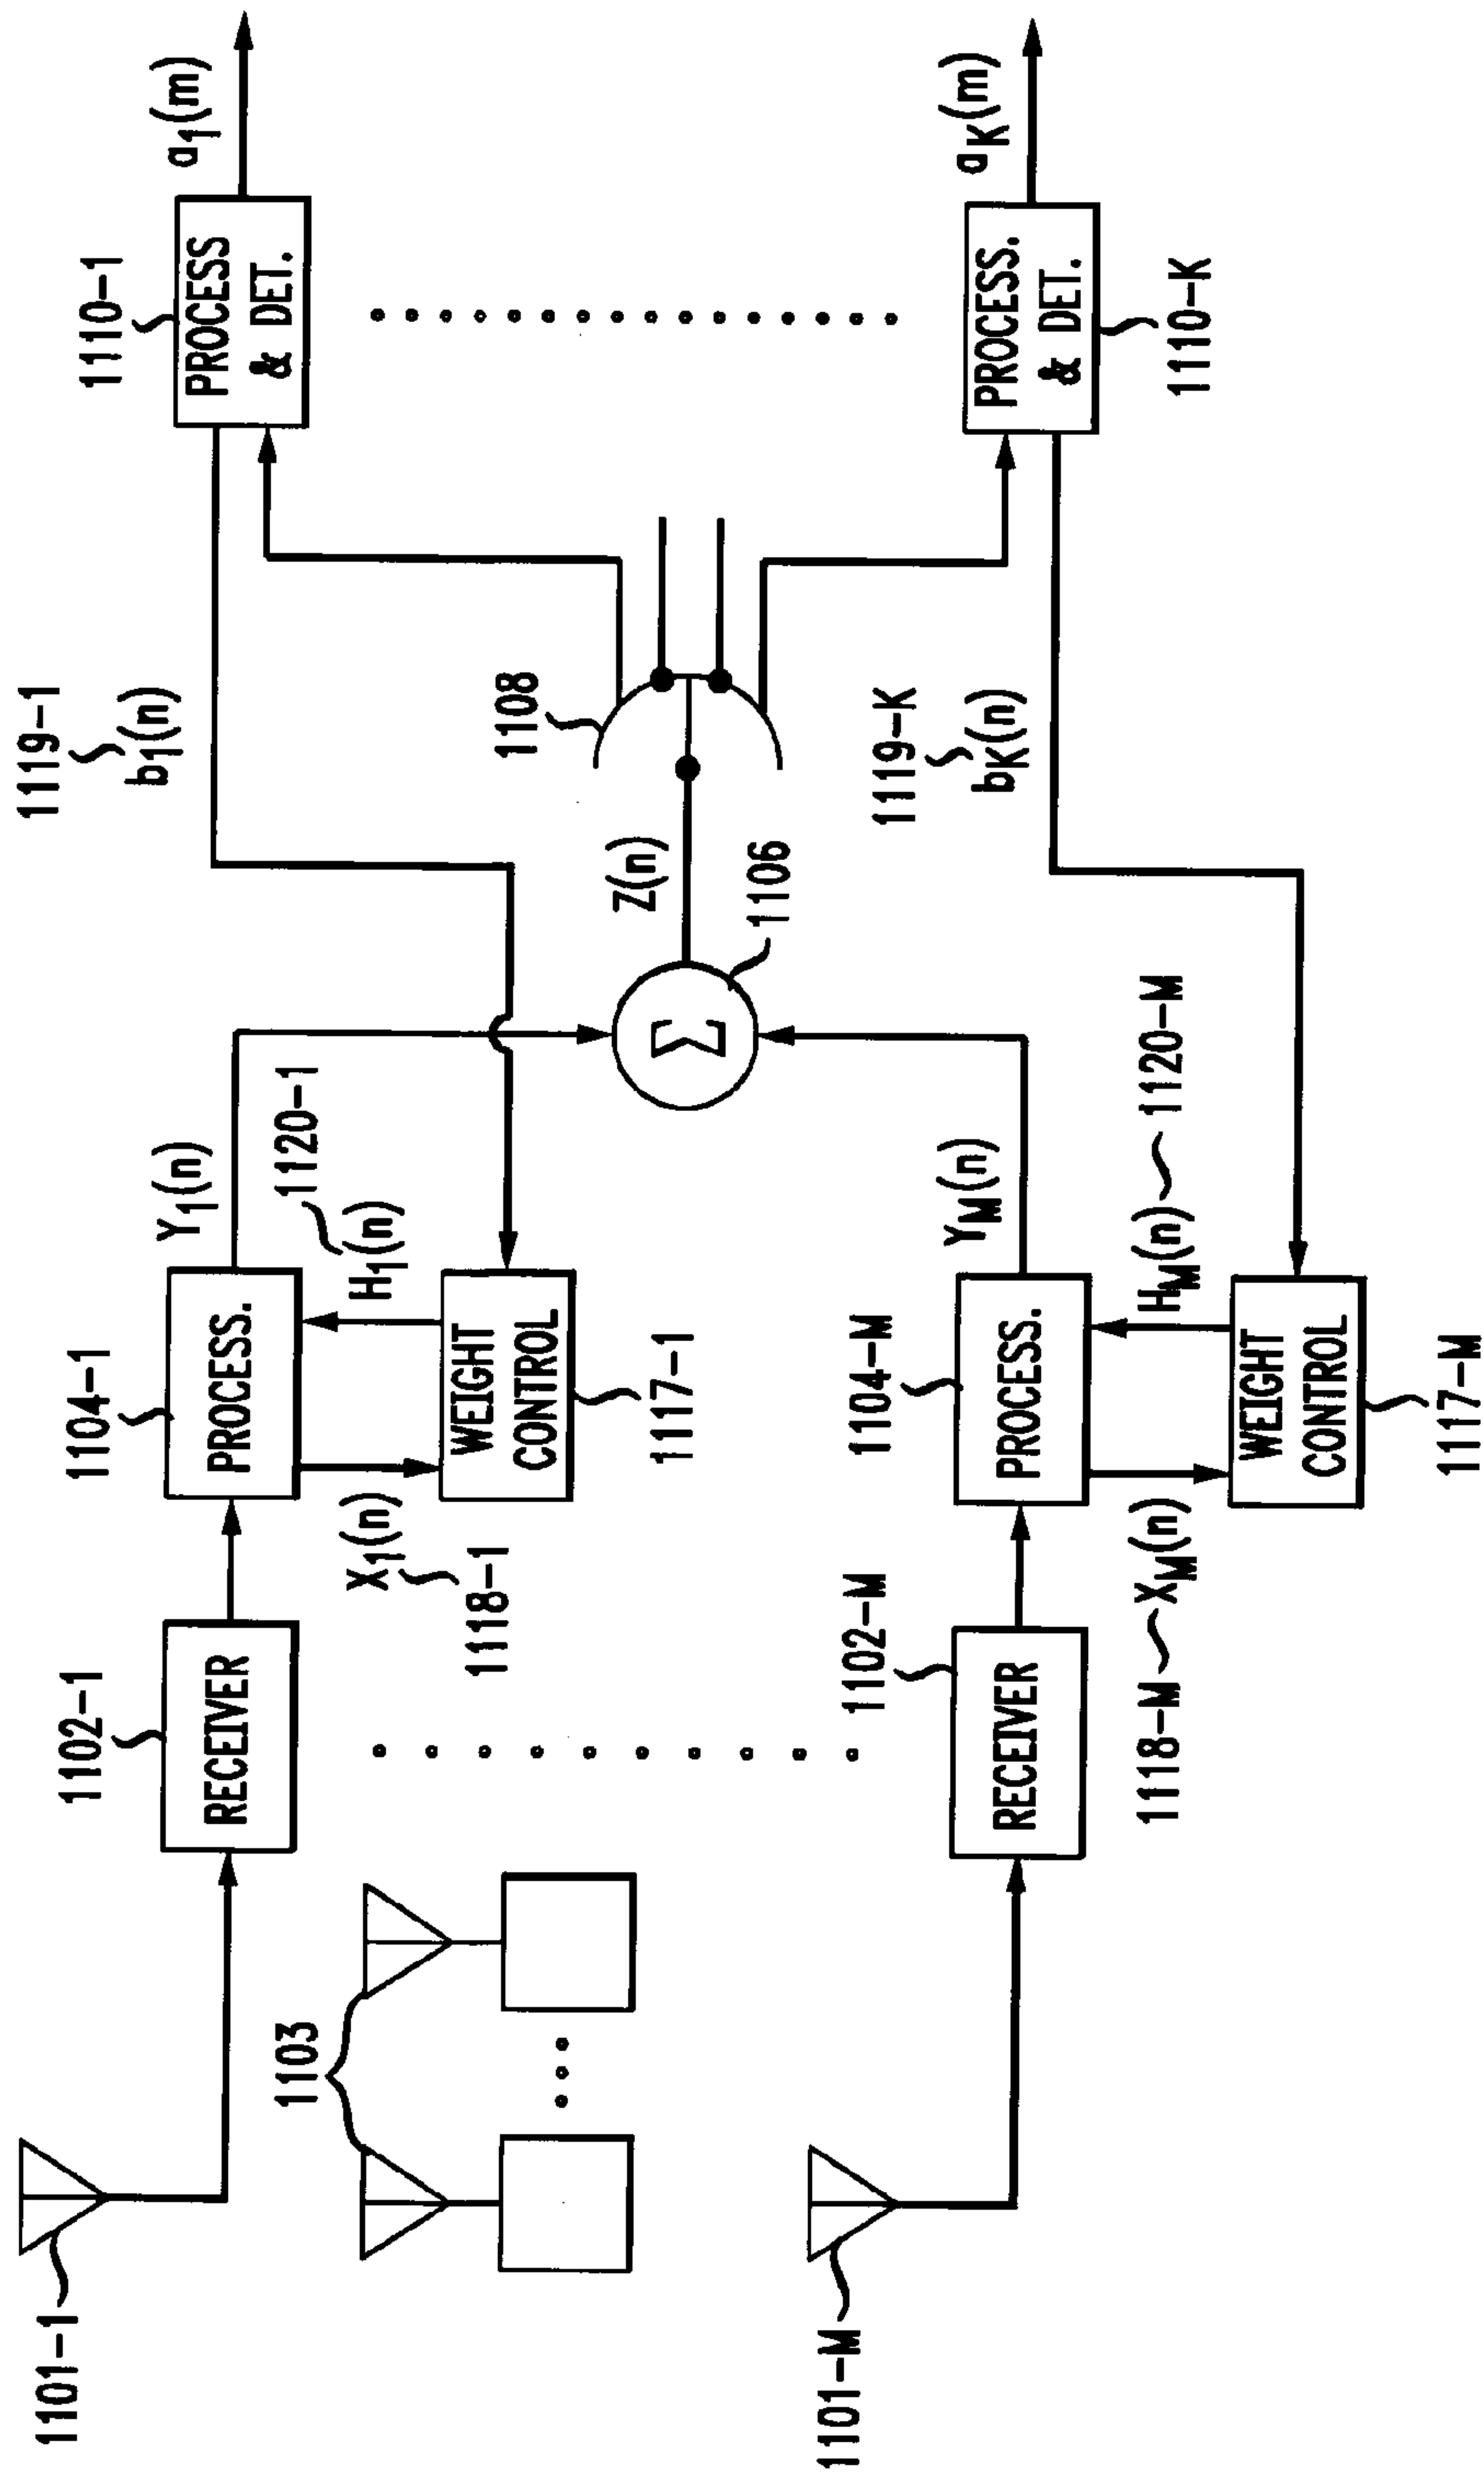 1101-1
1102-1
RECEIVER
1104-1
PROCESS.
Y1(n)
1119-1
b1(n)
1110-1
PROCESS
& DET.
a1(m)
1103
X1(n)
1118-1
H1(n)
1120-1
WEIGHT
CONTROL
1117-1
Σ
1106
Z(n)
1108
1101-M
1102-M
RECEIVER
1104-M
PROCESS.
YM(n)
1119-K
bK(n)
PROCESS.
& DET.
1110-K
aK(m)
1118-M
XM(n)
HM(n)
1120-M
WEIGHT
CONTROL
1117-M